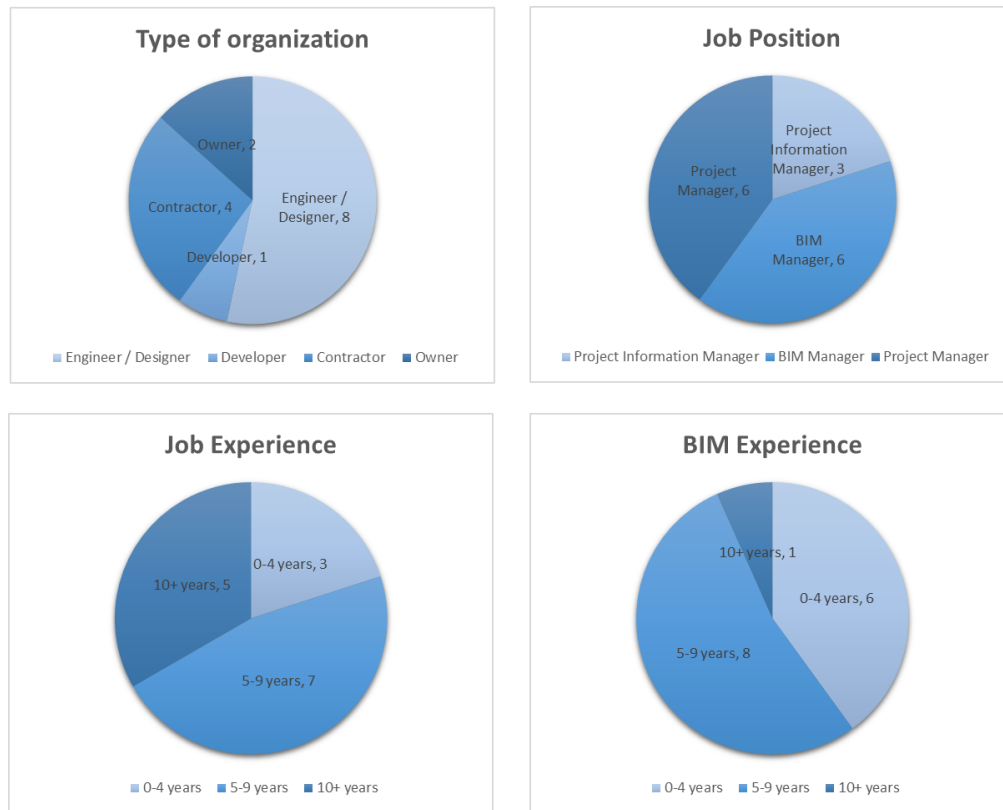 Type of organization
Owner, 2
Engineer /
Designer, 8
Contractor, 4
Developer, 1
Engineer / Designer Developer Contractor Owner
Job Position
Project
Information
Manager, 3
Project
Manager, 6
BIM
Manager, 6
Project Information Manager BIM Manager Project Manager
Job Experience
0-4 years, 3
10+ years, 5
5-9 years, 7
0-4 years 5-9 years 10+ years
BIM Experience
10+ years, 1
0-4 years, 6
5-9 years, 8
0-4 years 5-9 years 10+ years